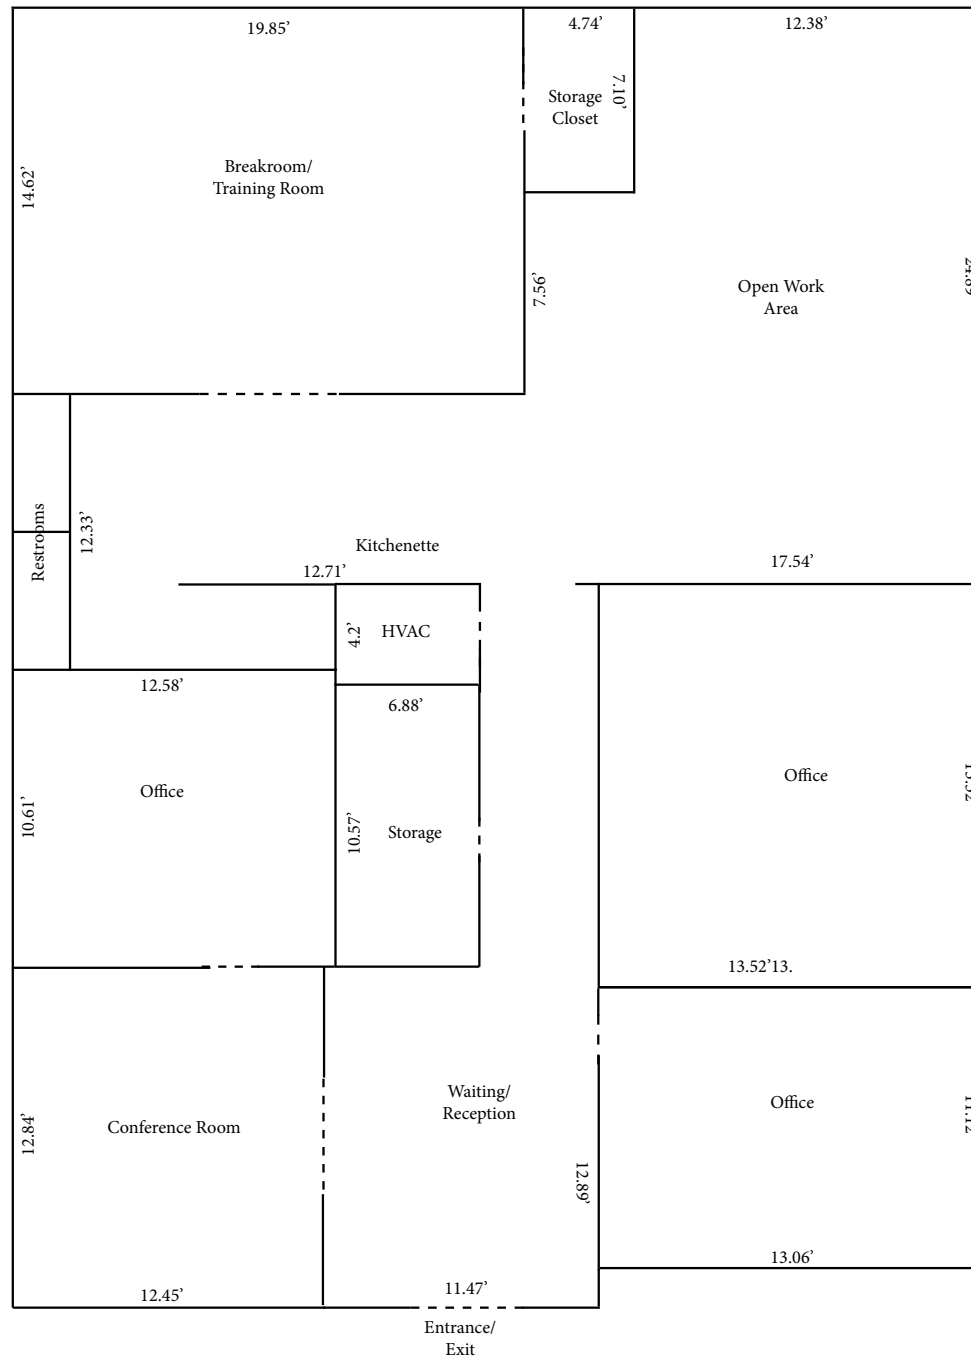 19.85’
4.74’
12.38’
7.10’
Storage
Closet
Breakroom/
Training Room
14.62’
7.56’
Open Work
Area
Restrooms
12.33’
Kitchenette
12.71’
17.54’
4.2’
HVAC
12.58’
6.88’
Office
10.61’
10.57’
Storage
Office
13.52’13.
Waiting/
Reception
Office
Conference Room
12.84’
12.89’
13.06’
12.45’
11.47’
Entrance/
Exit